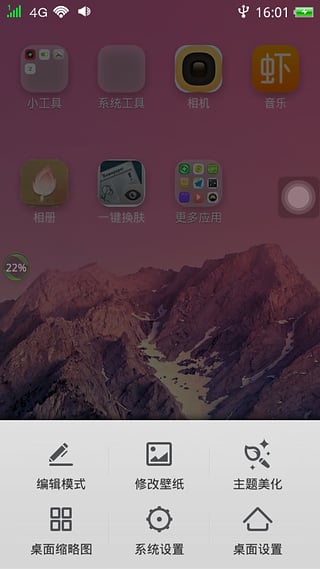 4G 16:01
小工具 系统工具 相机 音乐
虾
相册 一键换肤 更多应用
22%
编辑模式 修改壁纸 主题美化
桌面缩略图 系统设置 桌面设置